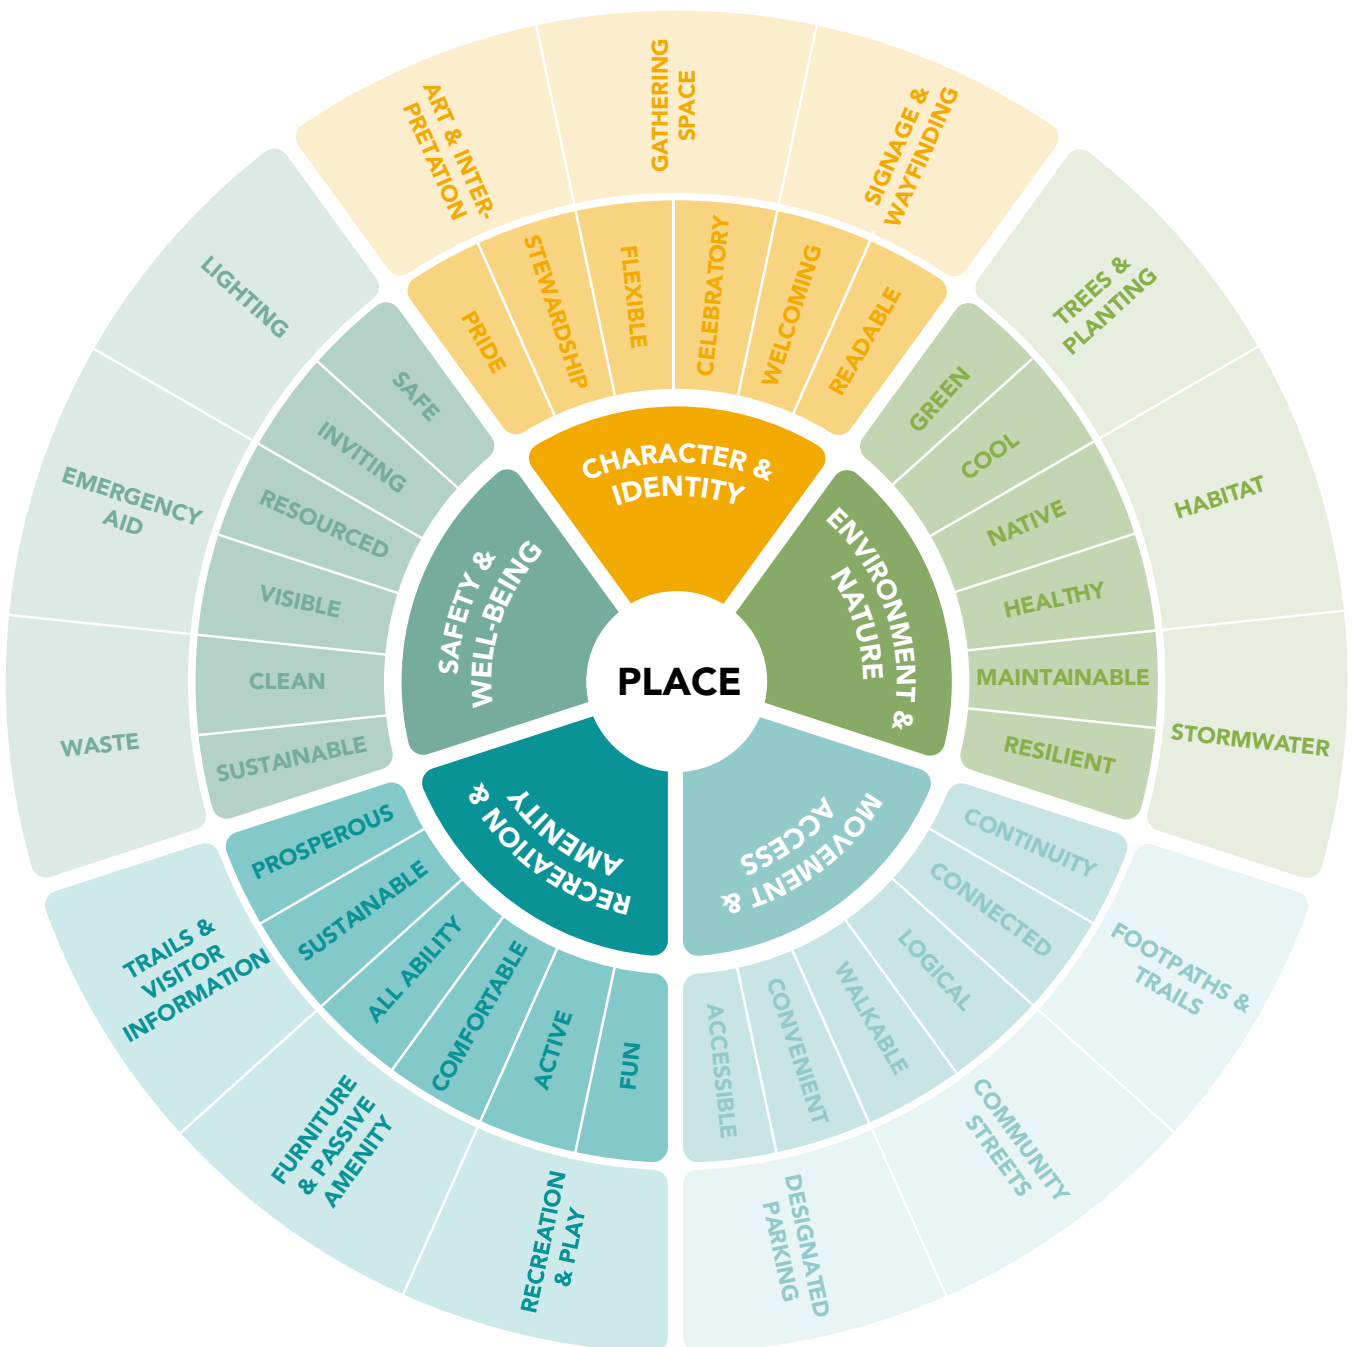 PLACE
CHARACTER &
IDENTITY
PRIDE
STEWARDSHIP
FLEXIBLE
CELEBRATORY
WELCOMING
READABLE
ART & INTER-
PRETATION
GATHERING
SPACE
SIGNAGE &
WAYFINDING
ENVIRONMENT &
NATURE
GREEN
COOL
NATIVE
HEALTHY
MAINTAINABLE
RESILIENT
TREES &
PLANTING
HABITAT
STORMWATER
MOVEMENT &
ACCESS
CONTINUITY
CONNECTED
LOGICAL
WALKABLE
CONVENIENT
ACCESSIBLE
FOOTPATHS &
TRAILS
COMMUNITY
STREETS
DESIGNATED
PARKING
RECREATION &
AMENITY
FUN
ACTIVE
COMFORTABLE
ALL ABILITY
SUSTAINABLE
PROSPEROUS
RECREATION
& PLAY
FURNITURE
& PASSIVE
AMENITY
TRAILS &
VISITOR
INFORMATION
SAFETY &
WELL-BEING
SUSTAINABLE
CLEAN
VISIBLE
RESOURCED
INVITING
SAFE
WASTE
EMERGENCY
AID
LIGHTING